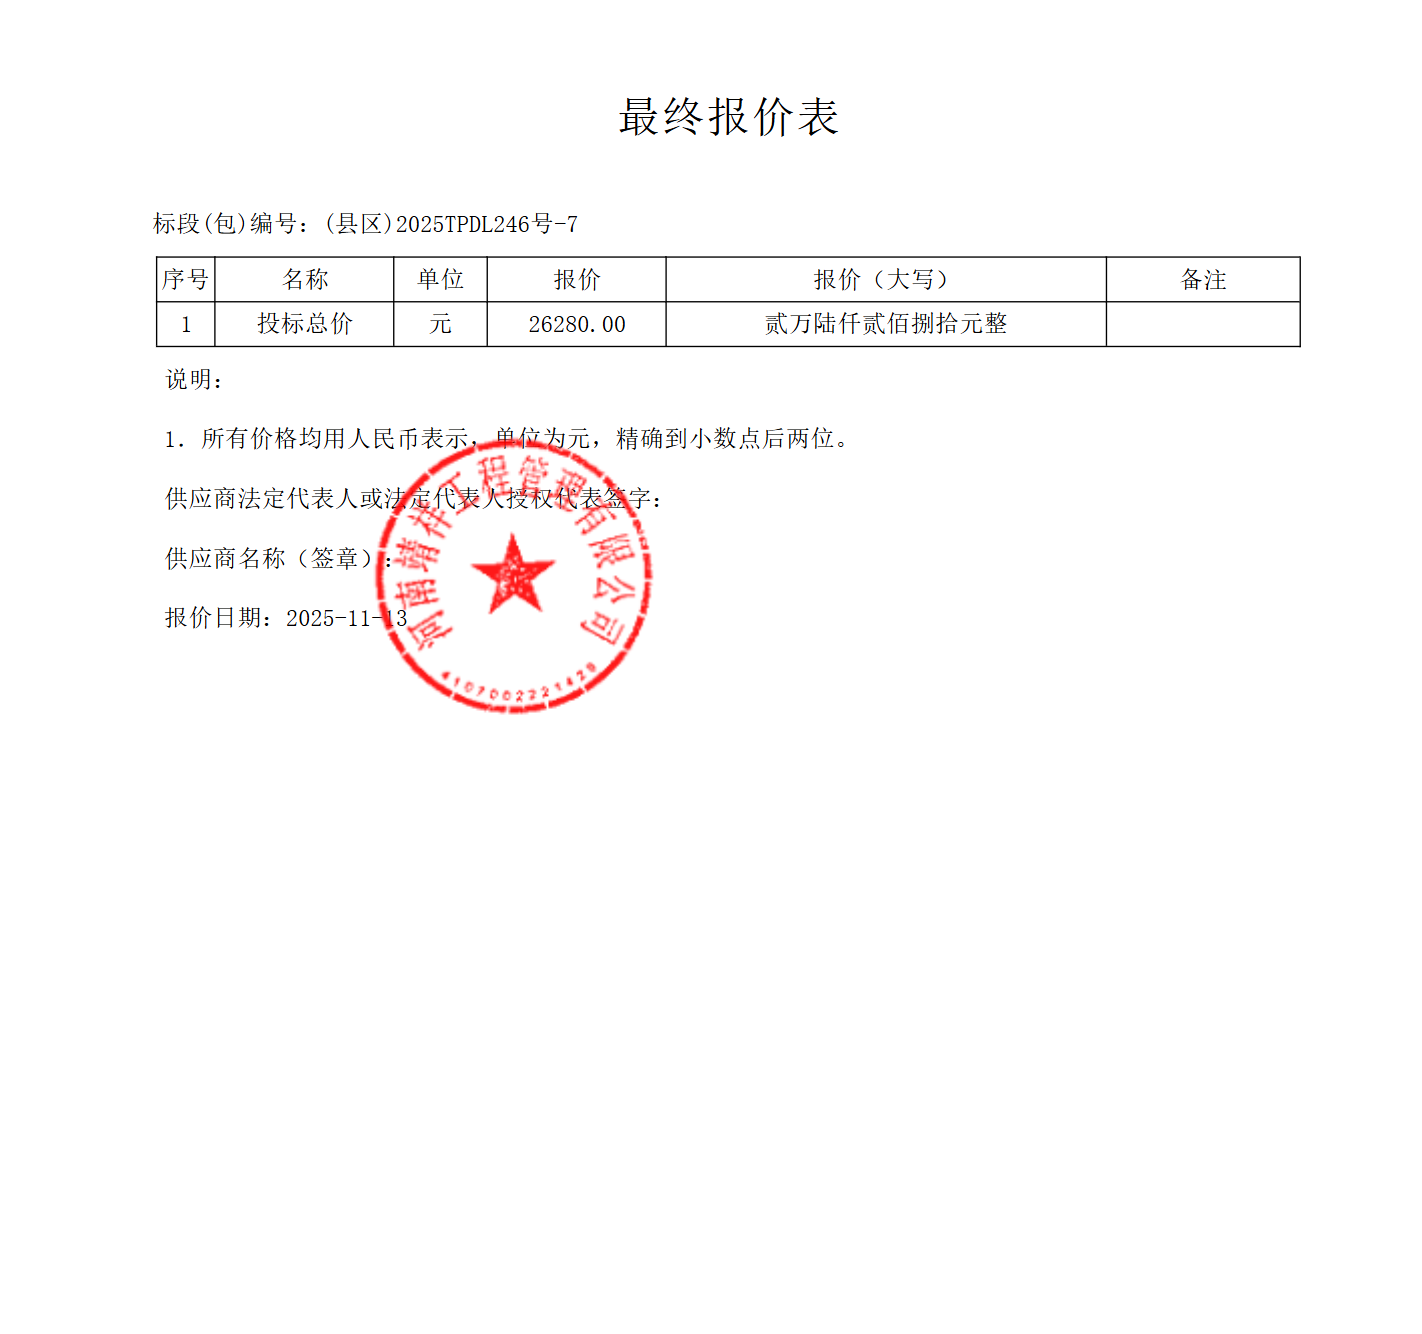 最终报价表
标段(包)编号：(县区)2025TPDL246号-7
序号 名称 单位 报价 报价（大写） 备注
1 投标总价 元 26280.00 贰万陆仟贰佰捌拾元整
说明：
1．所有价格均用人民币表示，单位为元，精确到小数点后两位。
供应商法定代表人或法定代表人授权代表签字：
供应商名称（签章）：
报价日期：2025-11-13
河南靖祥工程管理有限公司
4107002221429